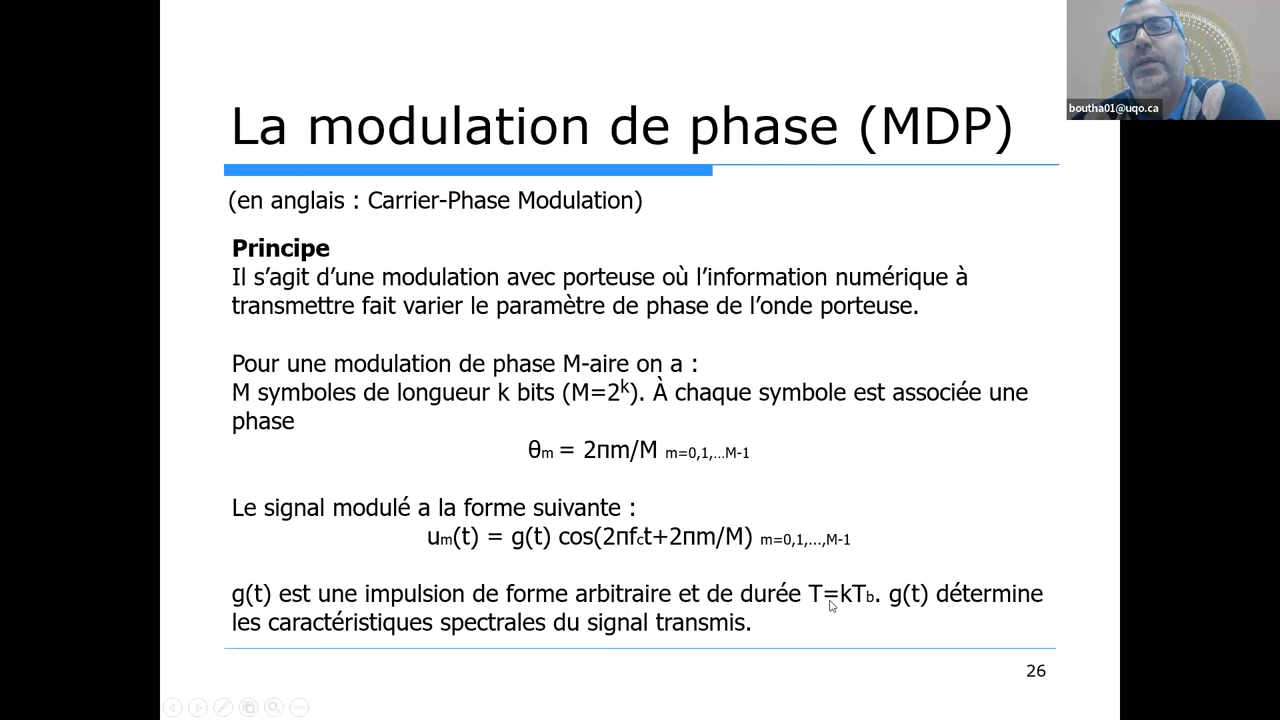 boutha01@uqo.ca
La modulation de phase (MDP)
(en anglais : Carrier-Phase Modulation)
Principe
Il s’agit d’une modulation avec porteuse où l’information numérique à
transmettre fait varier le paramètre de phase de l’onde porteuse.
Pour une modulation de phase M-aire on a :
M symboles de longueur k bits (M=2ᵏ). À chaque symbole est associée une
phase
θm = 2πm/M m=0,1,…M-1
Le signal modulé a la forme suivante :
um(t) = g(t) cos(2πfct+2πm/M) m=0,1,…,M-1
g(t) est une impulsion de forme arbitraire et de durée T=kTb. g(t) détermine
les caractéristiques spectrales du signal transmis.
26